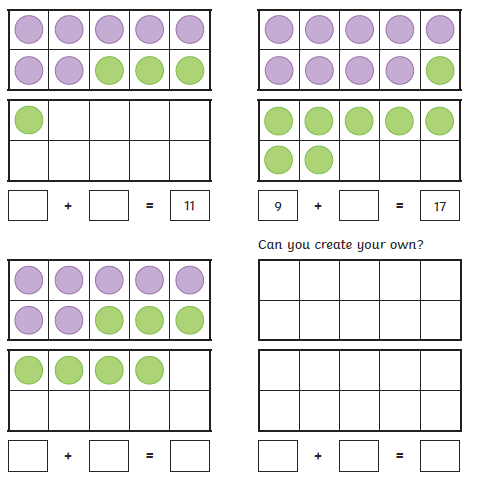 + = 11
9 + = 17
Can you create your own?
+ =
+ =